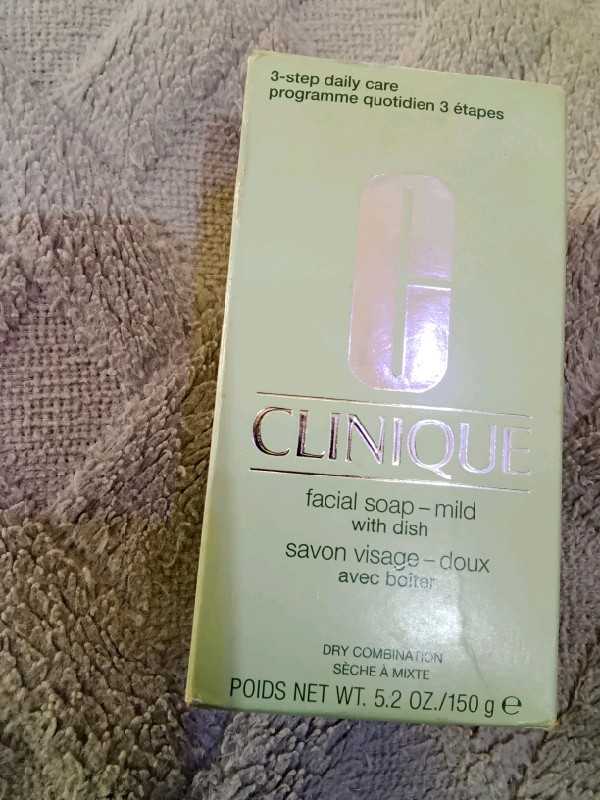 3-step daily care
programme quotidien 3 étapes
CLINIQUE
facial soap – mild
with dish
savon visage – doux
avec boîtier
DRY COMBINATION
SÈCHE À MIXTE
POIDS NET WT. 5.2 OZ./150 g e